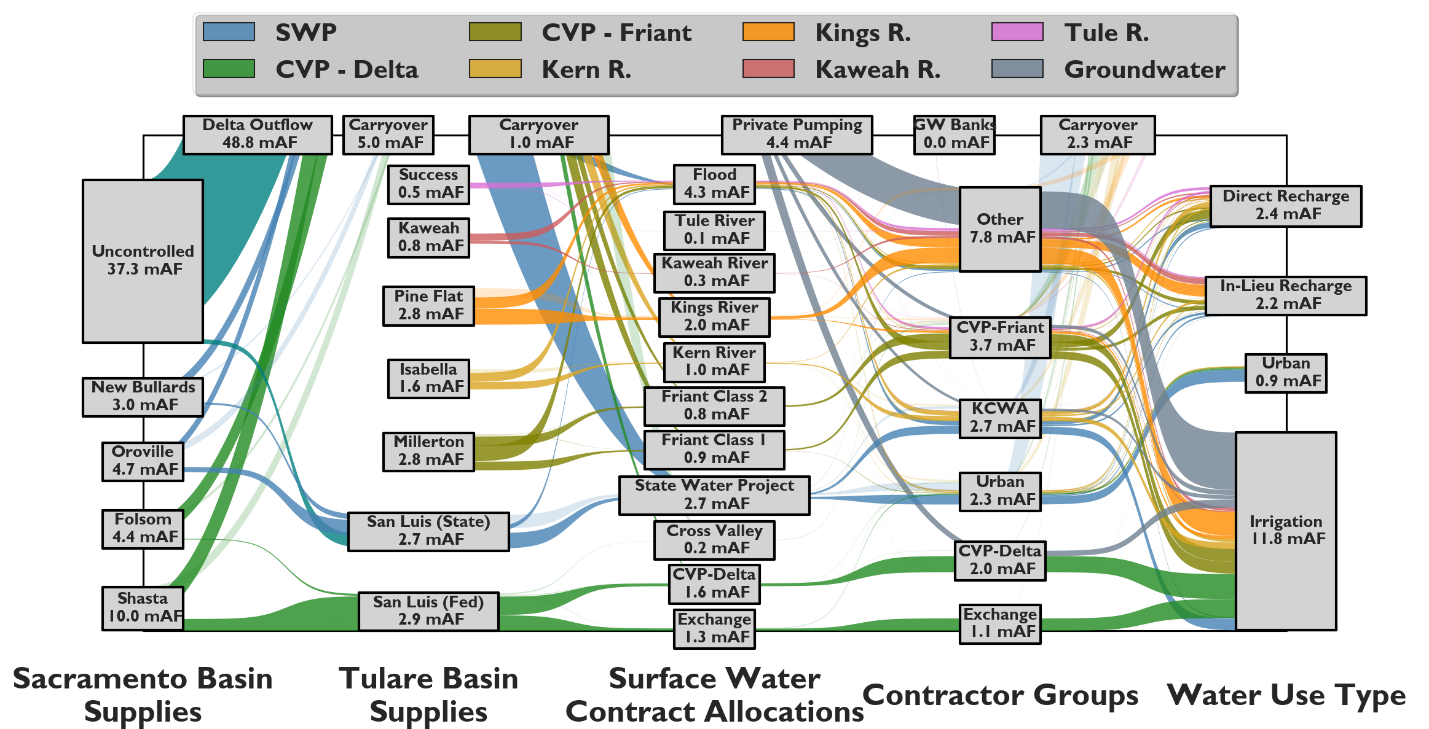 SWP
CVP - Friant
Kings R.
Tule R.
CVP - Delta
Kern R.
Kaweah R.
Groundwater
Delta Outflow
48.8 mAF
Carryover
5.0 mAF
Carryover
1.0 mAF
Private Pumping
4.4 mAF
GW Banks
0.0 mAF
Carryover
2.3 mAF
Uncontrolled
37.3 mAF
New Bullards
3.0 mAF
Oroville
4.7 mAF
Folsom
4.4 mAF
Shasta
10.0 mAF
Success
0.5 mAF
Kaweah
0.8 mAF
Pine Flat
2.8 mAF
Isabella
1.6 mAF
Millerton
2.8 mAF
San Luis (State)
2.7 mAF
San Luis (Fed)
2.9 mAF
Flood
4.3 mAF
Tule River
0.1 mAF
Kaweah River
0.3 mAF
Kings River
2.0 mAF
Kern River
1.0 mAF
Friant Class 2
0.8 mAF
Friant Class 1
0.9 mAF
State Water Project
2.7 mAF
Cross Valley
0.2 mAF
CVP-Delta
1.6 mAF
Exchange
1.3 mAF
Other
7.8 mAF
CVP-Friant
3.7 mAF
KCWA
2.7 mAF
Urban
2.3 mAF
CVP-Delta
2.0 mAF
Exchange
1.1 mAF
Direct Recharge
2.4 mAF
In-Lieu Recharge
2.2 mAF
Urban
0.9 mAF
Irrigation
11.8 mAF
Sacramento Basin
Supplies
Tulare Basin
Supplies
Surface Water
Contract Allocations
Contractor Groups
Water Use Type